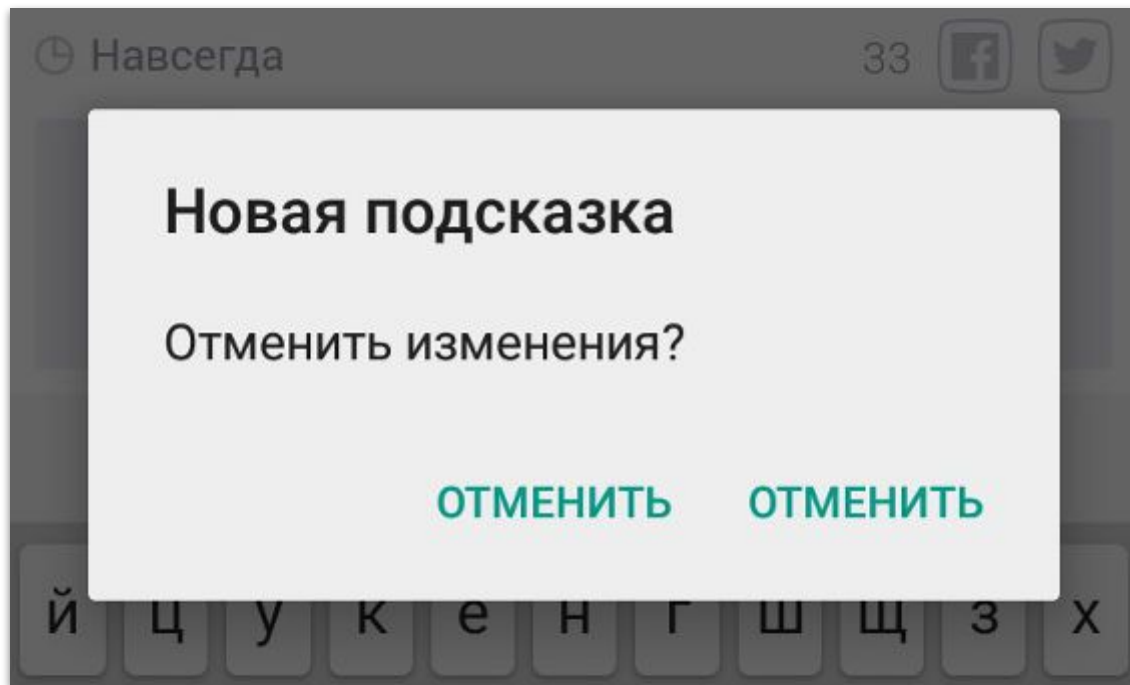 Навсегда 33
Новая подсказка
Отменить изменения?
ОТМЕНИТЬ ОТМЕНИТЬ
й ц у к е н г ш щ з х